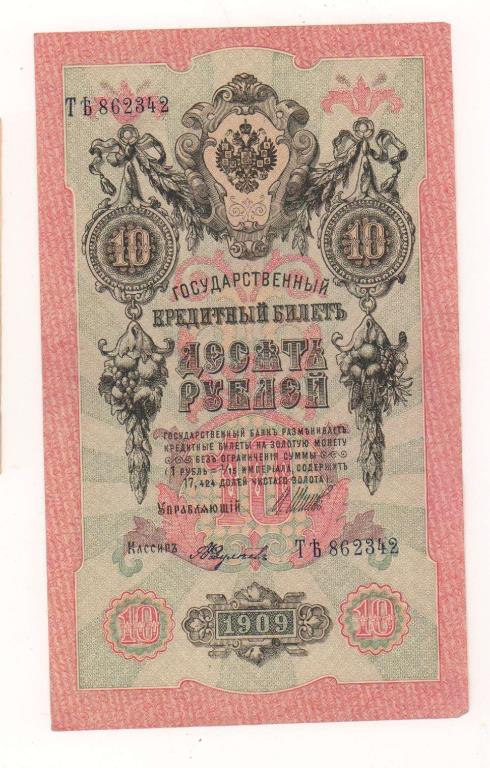 ТѢ 862342
10 10
ГОСУДАРСТВЕННЫЙ
КРЕДИТНЫЙ БИЛЕТЪ
ДЕСЯТЬ
РУБЛЕЙ
ГОСУДАРСТВЕННЫЙ БАНКЪ РАЗМѢНИВАЕТЪ
КРЕДИТНЫЕ БИЛЕТЫ НА ЗОЛОТУЮ МОНЕТУ
БЕЗЪ ОГРАНИЧЕНІЯ СУММЫ
(1 РУБЛЬ = 1/15 ИМПЕРІАЛА, СОДЕРЖИТЪ
17,424 ДОЛЕЙ ЧИСТАГО ЗОЛОТА).
10
УПРАВЛЯЮЩІЙ
КАССИРЪ
ТѢ 862342
10 1909 10